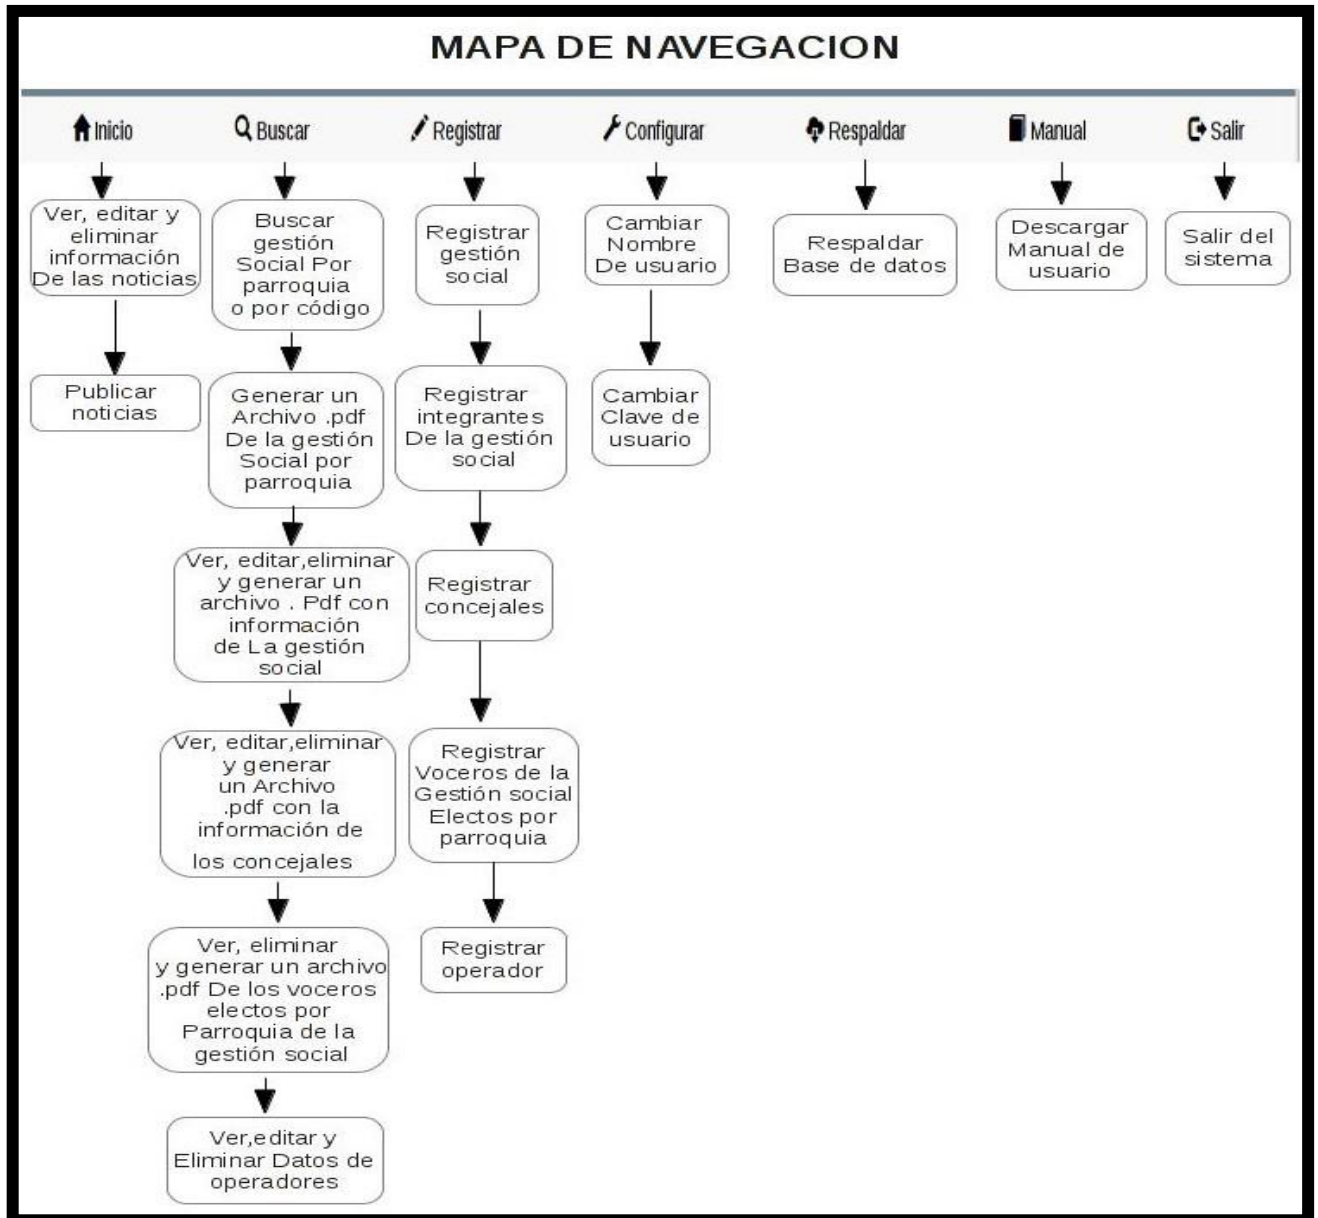 MAPA DE NAVEGACION
Inicio
Buscar
Registrar
Configurar
Respaldar
Manual
Salir
Ver, editar y
eliminar
información
De las noticias
Publicar
noticias
Buscar
gestión
Social Por
parroquia
o por código
Generar un
Archivo .pdf
De la gestión
Social por
parroquia
Ver, editar,eliminar
y generar un
archivo . Pdf con
información
de La gestión
social
Ver, editar,eliminar
y generar
un Archivo
.pdf con la
información de
los concejales
Ver, eliminar
y generar un archivo
.pdf De los voceros
electos por
Parroquia de la
gestión social
Ver,editar y
Eliminar Datos de
operadores
Registrar
gestión
social
Registrar
integrantes
De la gestión
social
Registrar
concejales
Registrar
Voceros de la
Gestión social
Electos por
parroquia
Registrar
operador
Cambiar
Nombre
De usuario
Cambiar
Clave de
usuario
Respaldar
Base de datos
Descargar
Manual de
usuario
Salir del
sistema